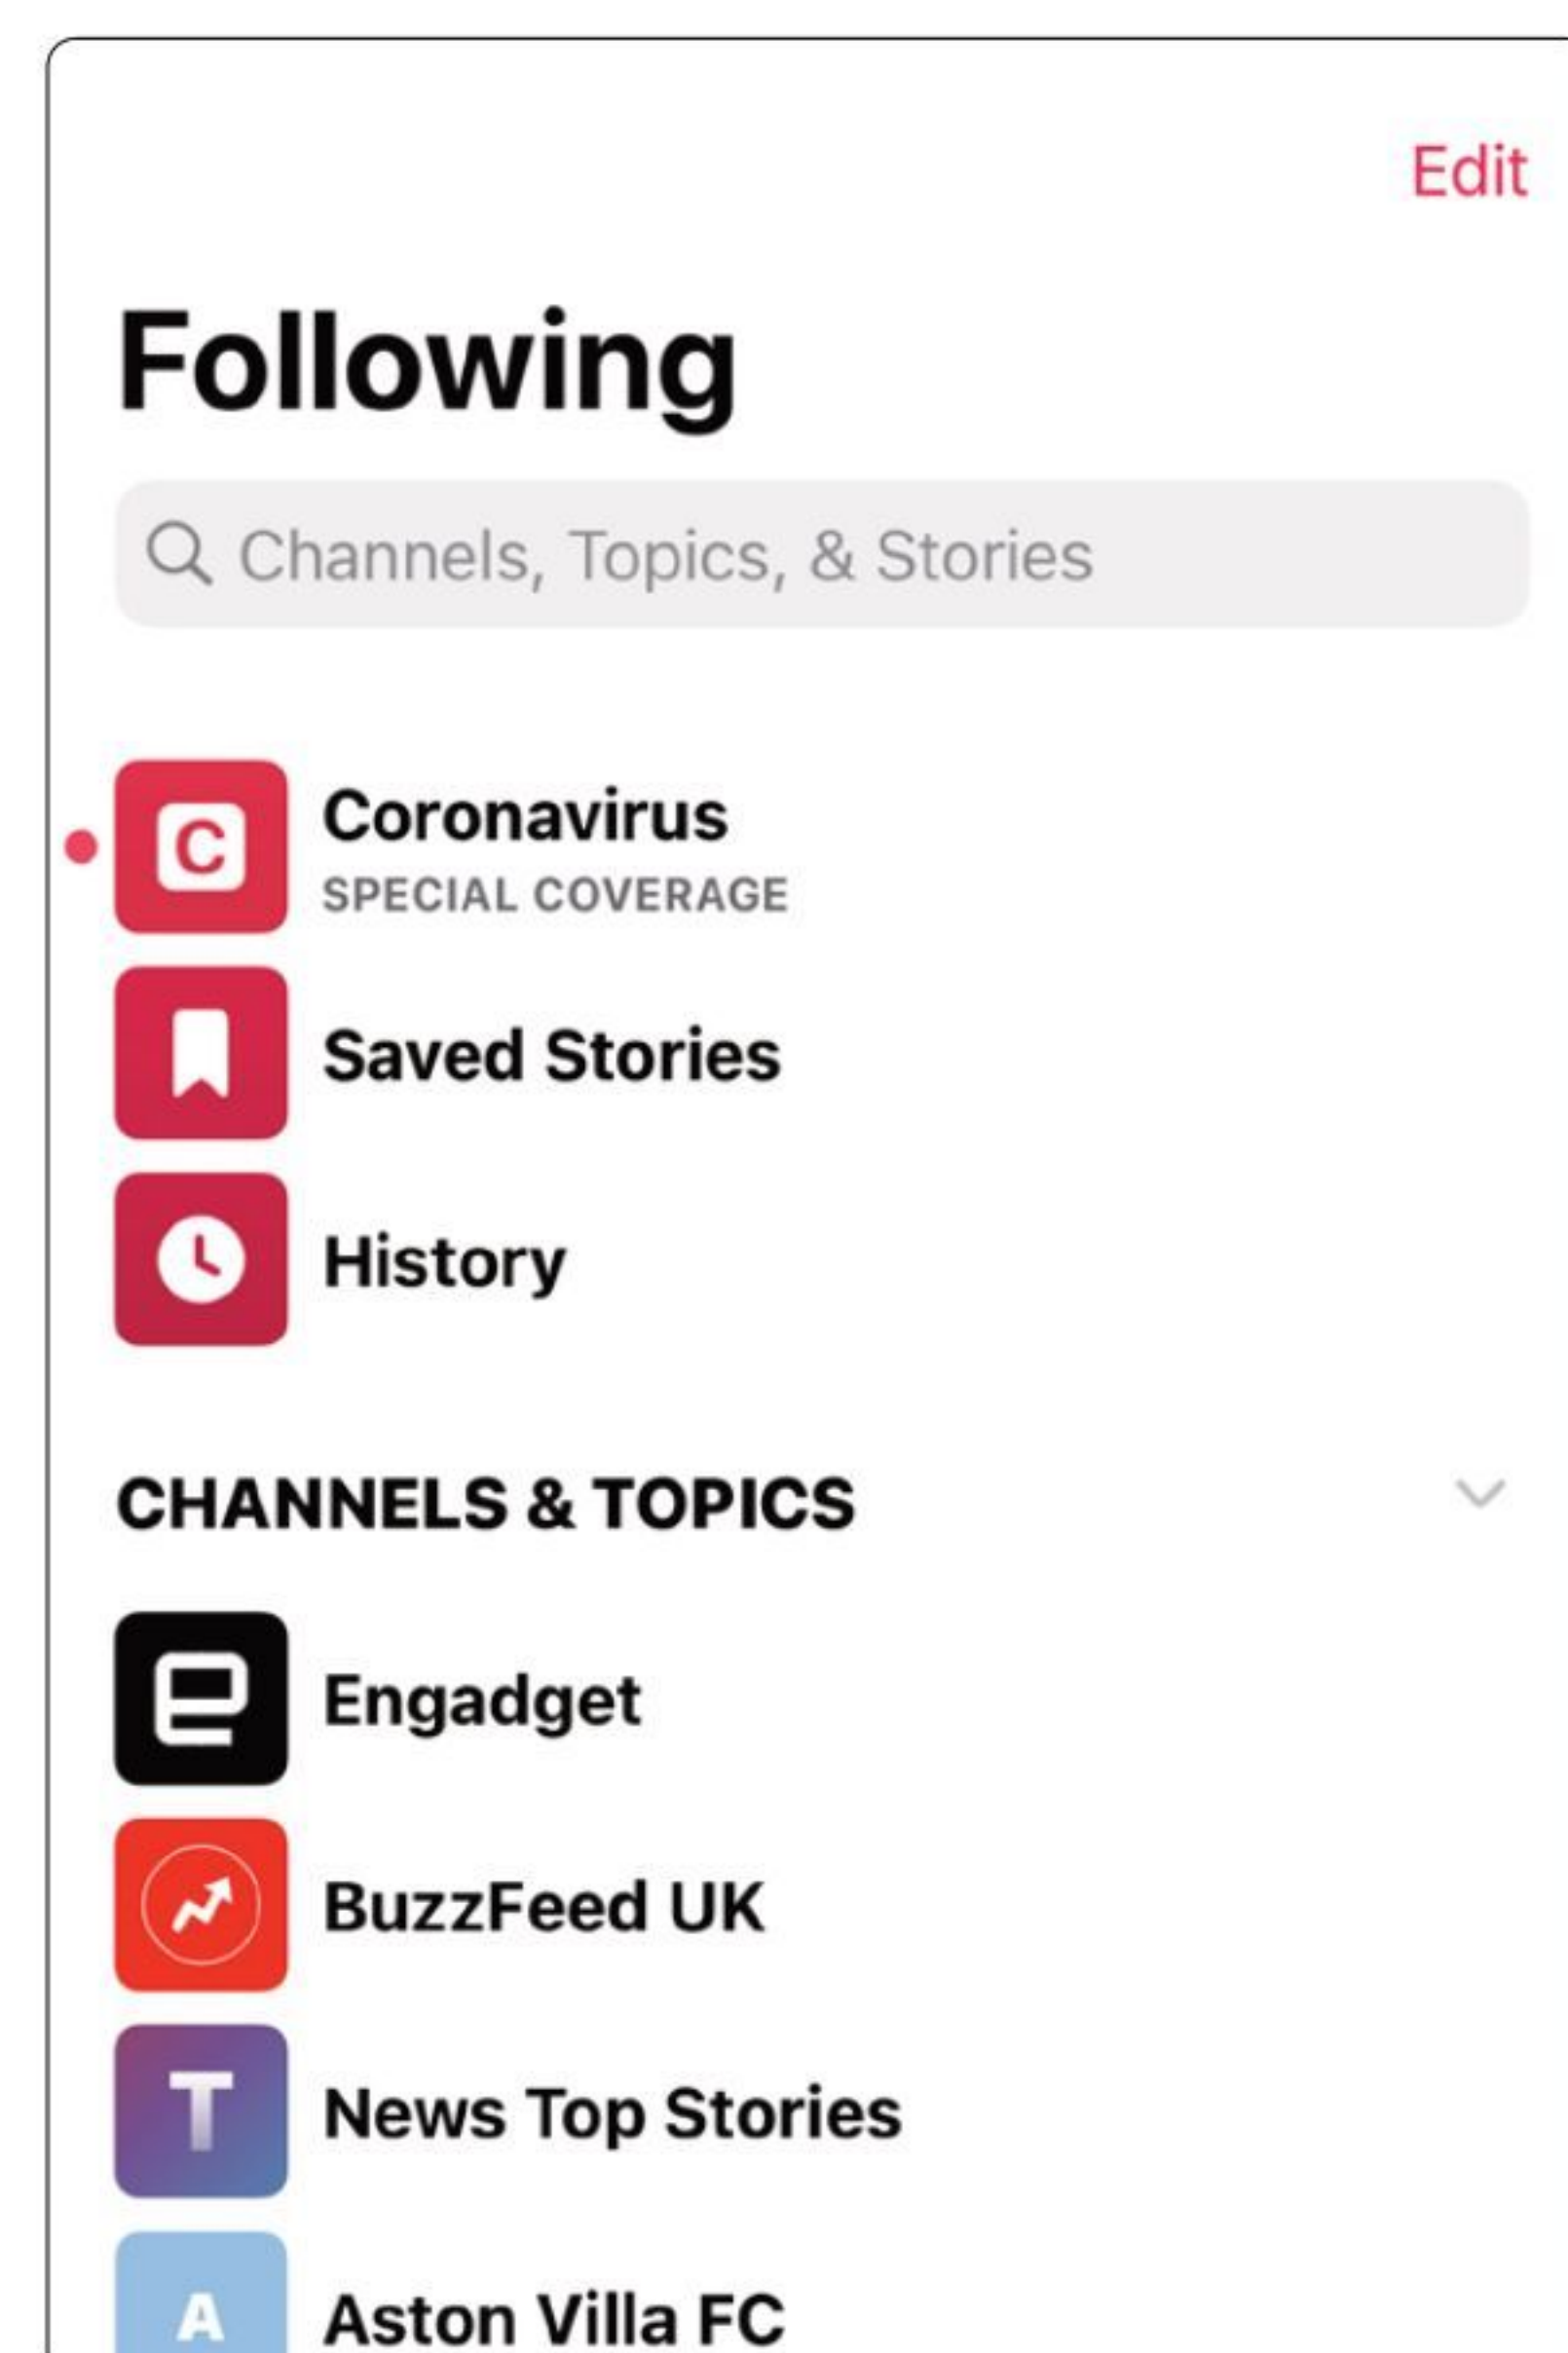 Edit
Following
Channels, Topics, & Stories
C
Coronavirus
SPECIAL COVERAGE
Saved Stories
History
CHANNELS & TOPICS
Engadget
BuzzFeed UK
T
News Top Stories
A
Aston Villa FC